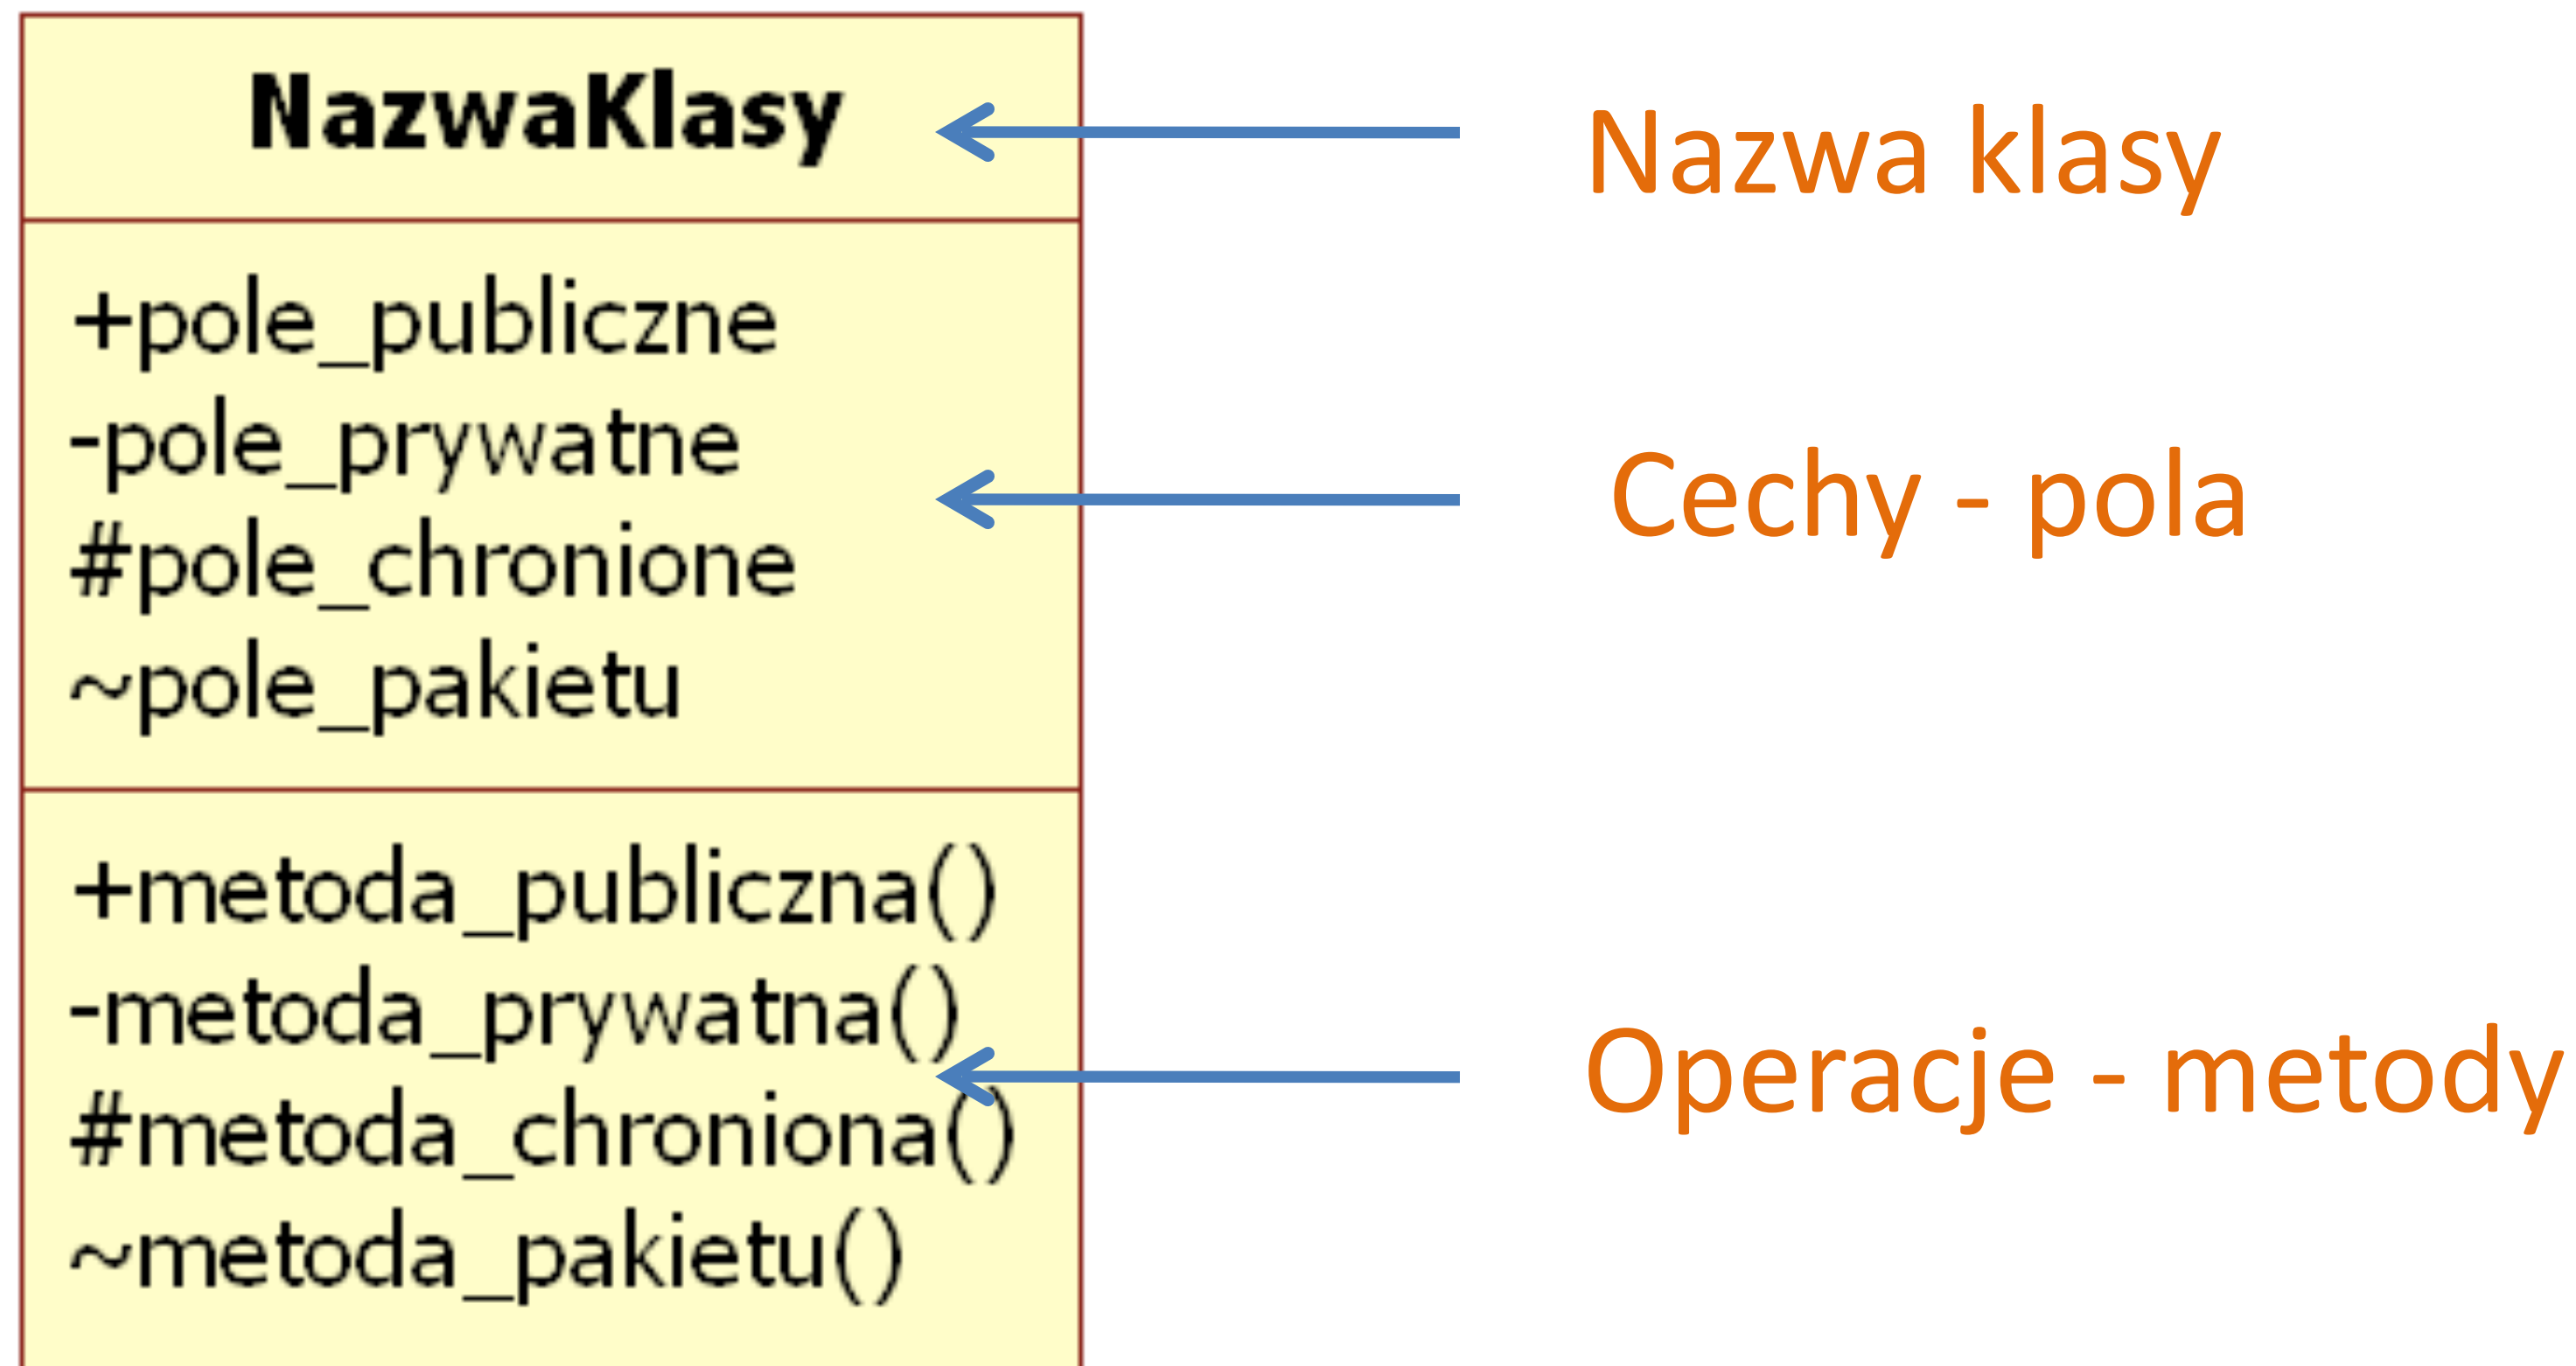 NazwaKlasy
Nazwa klasy
+pole_publiczne
-pole_prywatne
#pole_chronione
~pole_pakietu
Cechy - pola
+metoda_publiczna()
-metoda_prywatna()
#metoda_chroniona()
~metoda_pakietu()
Operacje - metody